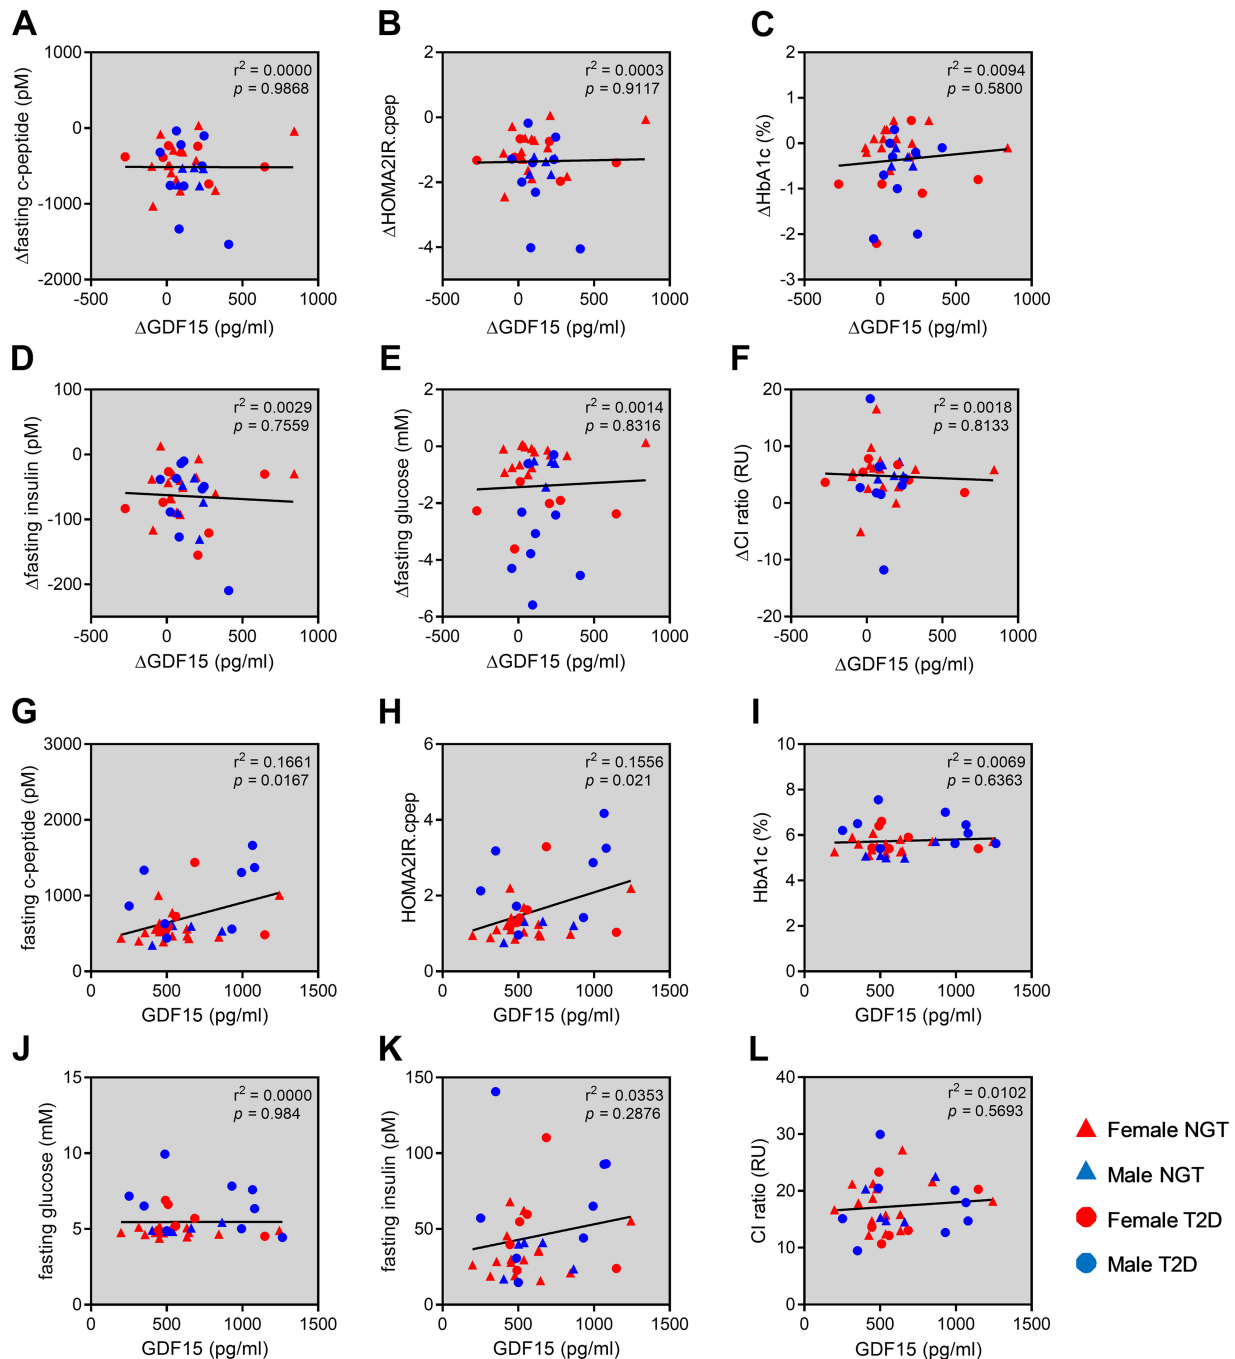 A
1000
0
-1000
-2000
-500
0
500
1000
Δfasting c-peptide (pM)
ΔGDF15 (pg/ml)
r² = 0.0000
p = 0.9868
B
2
0
-2
-4
-500
0
500
1000
ΔHOMA2IR.cpep
ΔGDF15 (pg/ml)
r² = 0.0003
p = 0.9117
C
2
1
0
-1
-2
-3
-500
0
500
1000
ΔHbA1c (%)
ΔGDF15 (pg/ml)
r² = 0.0094
p = 0.5800
D
100
0
-100
-200
-500
0
500
1000
Δfasting insulin (pM)
ΔGDF15 (pg/ml)
r² = 0.0029
p = 0.7559
E
2
0
-2
-4
-6
-500
0
500
1000
Δfasting glucose (mM)
ΔGDF15 (pg/ml)
r² = 0.0014
p = 0.8316
F
20
10
0
-10
-20
-500
0
500
1000
ΔCI ratio (RU)
ΔGDF15 (pg/ml)
r² = 0.0018
p = 0.8133
G
3000
2000
1000
0
0
500
1000
1500
fasting c-peptide (pM)
GDF15 (pg/ml)
r² = 0.1661
p = 0.0167
H
6
4
2
0
0
500
1000
1500
HOMA2IR.cpep
GDF15 (pg/ml)
r² = 0.1556
p = 0.021
I
10
8
6
4
2
0
0
500
1000
1500
HbA1c (%)
GDF15 (pg/ml)
r² = 0.0069
p = 0.6363
J
15
10
5
0
0
500
1000
1500
fasting glucose (mM)
GDF15 (pg/ml)
r² = 0.0000
p = 0.984
K
150
100
50
0
0
500
1000
1500
fasting insulin (pM)
GDF15 (pg/ml)
r² = 0.0353
p = 0.2876
L
40
30
20
10
0
0
500
1000
1500
CI ratio (RU)
GDF15 (pg/ml)
r² = 0.0102
p = 0.5693
Female NGT
Male NGT
Female T2D
Male T2D